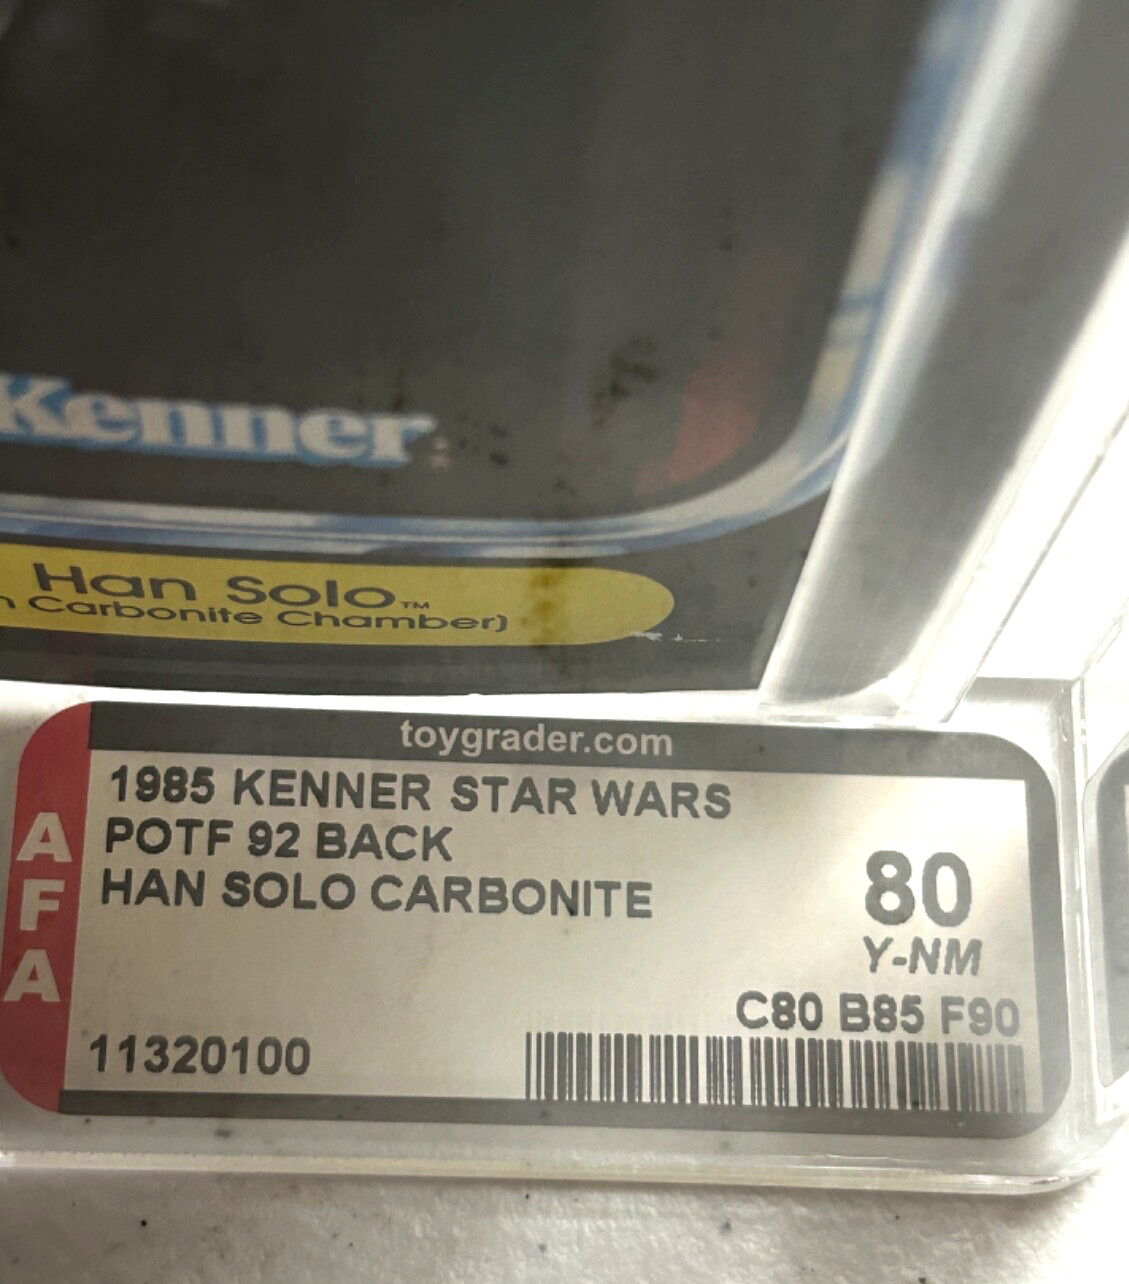 Kenner
Han Solo™
Carbonite Chamber)
toygrader.com
1985 KENNER STAR WARS
POTF 92 BACK
HAN SOLO CARBONITE
80
Y-NM
C80 B85 F90
11320100
AFA